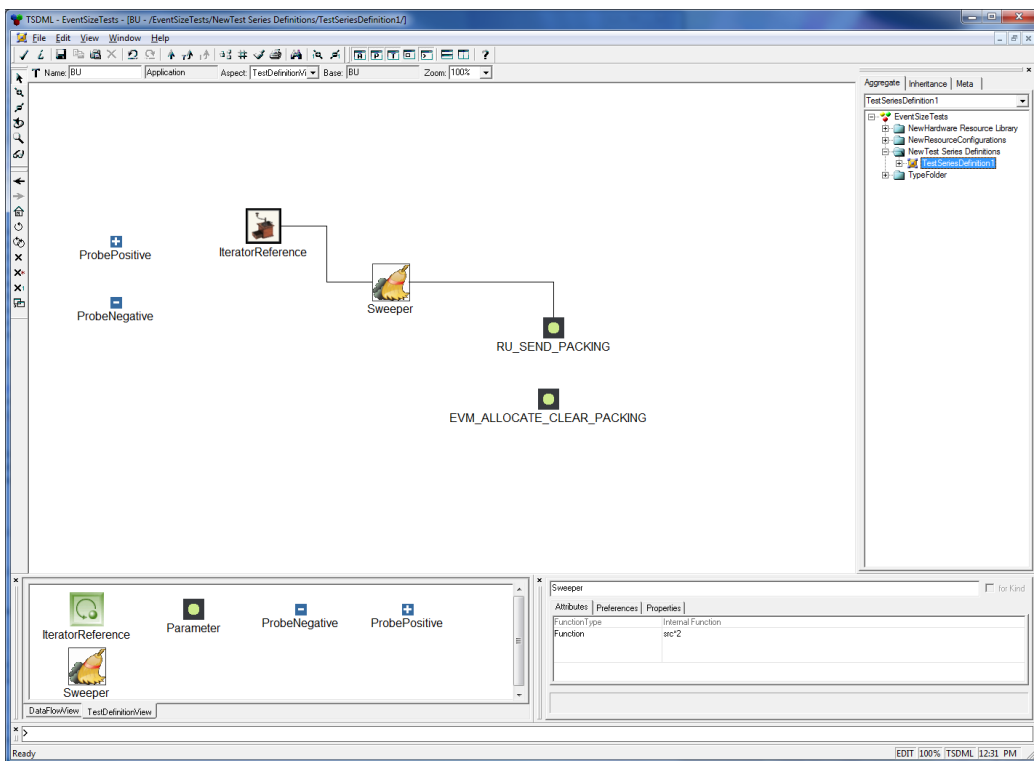 TSDML - EventSizeTests - [BU - /EventSizeTests/NewTest Series Definitions/TestSeriesDefinition1/]
File Edit View Window Help
T Name: BU Application Aspect: TestDefinitionVi Base: BU Zoom: 100%
Aggregate Inheritance Meta
TestSeriesDefinition1
EventSizeTests
NewHardware Resource Library
NewResourceConfigurations
NewTest Series Definitions
TestSeriesDefinition1
TypeFolder
ProbePositive
IteratorReference
ProbeNegative
Sweeper
RU_SEND_PACKING
EVM_ALLOCATE_CLEAR_PACKING
IteratorReference
Parameter
ProbeNegative
ProbePositive
Sweeper
DataFlowView TestDefinitionView
Sweeper
for Kind
Attributes Preferences Properties
FunctionType Internal Function
Function src*2
>
Ready
EDIT 100% TSDML 12:31 PM